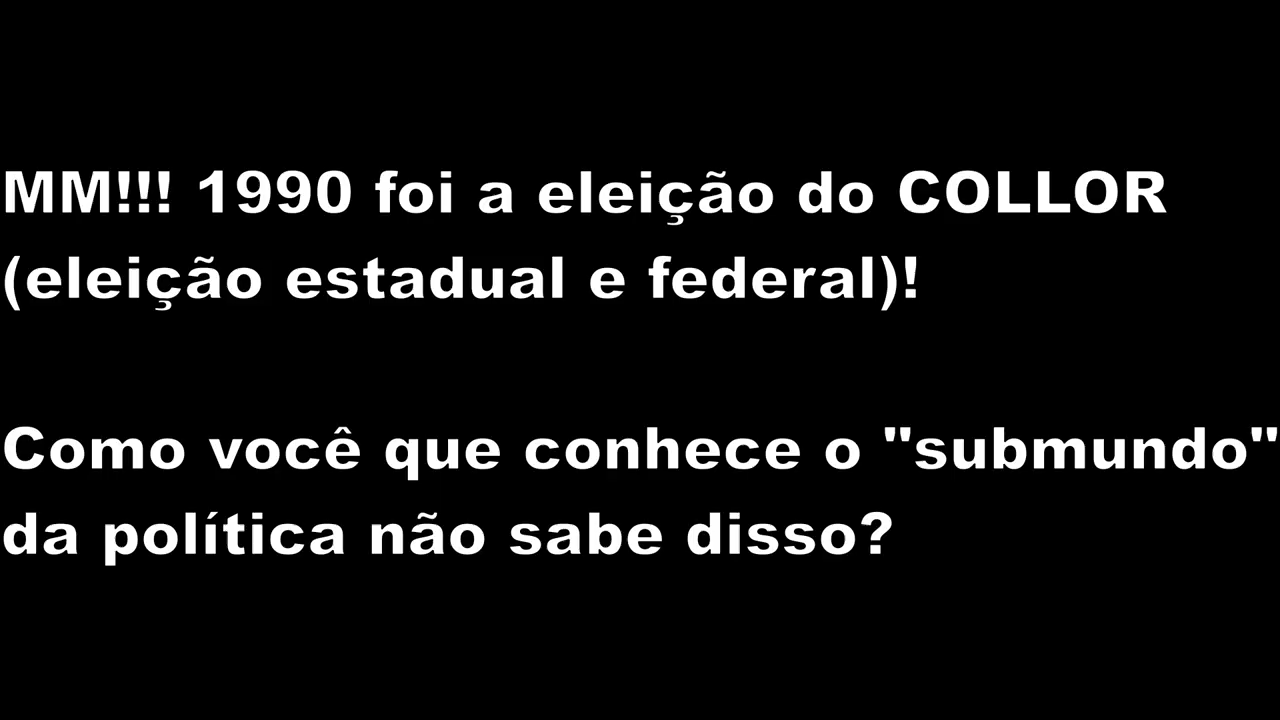 MM!!! 1990 foi a eleição do COLLOR
(eleição estadual e federal)!
Como você que conhece o "submundo"
da política não sabe disso?